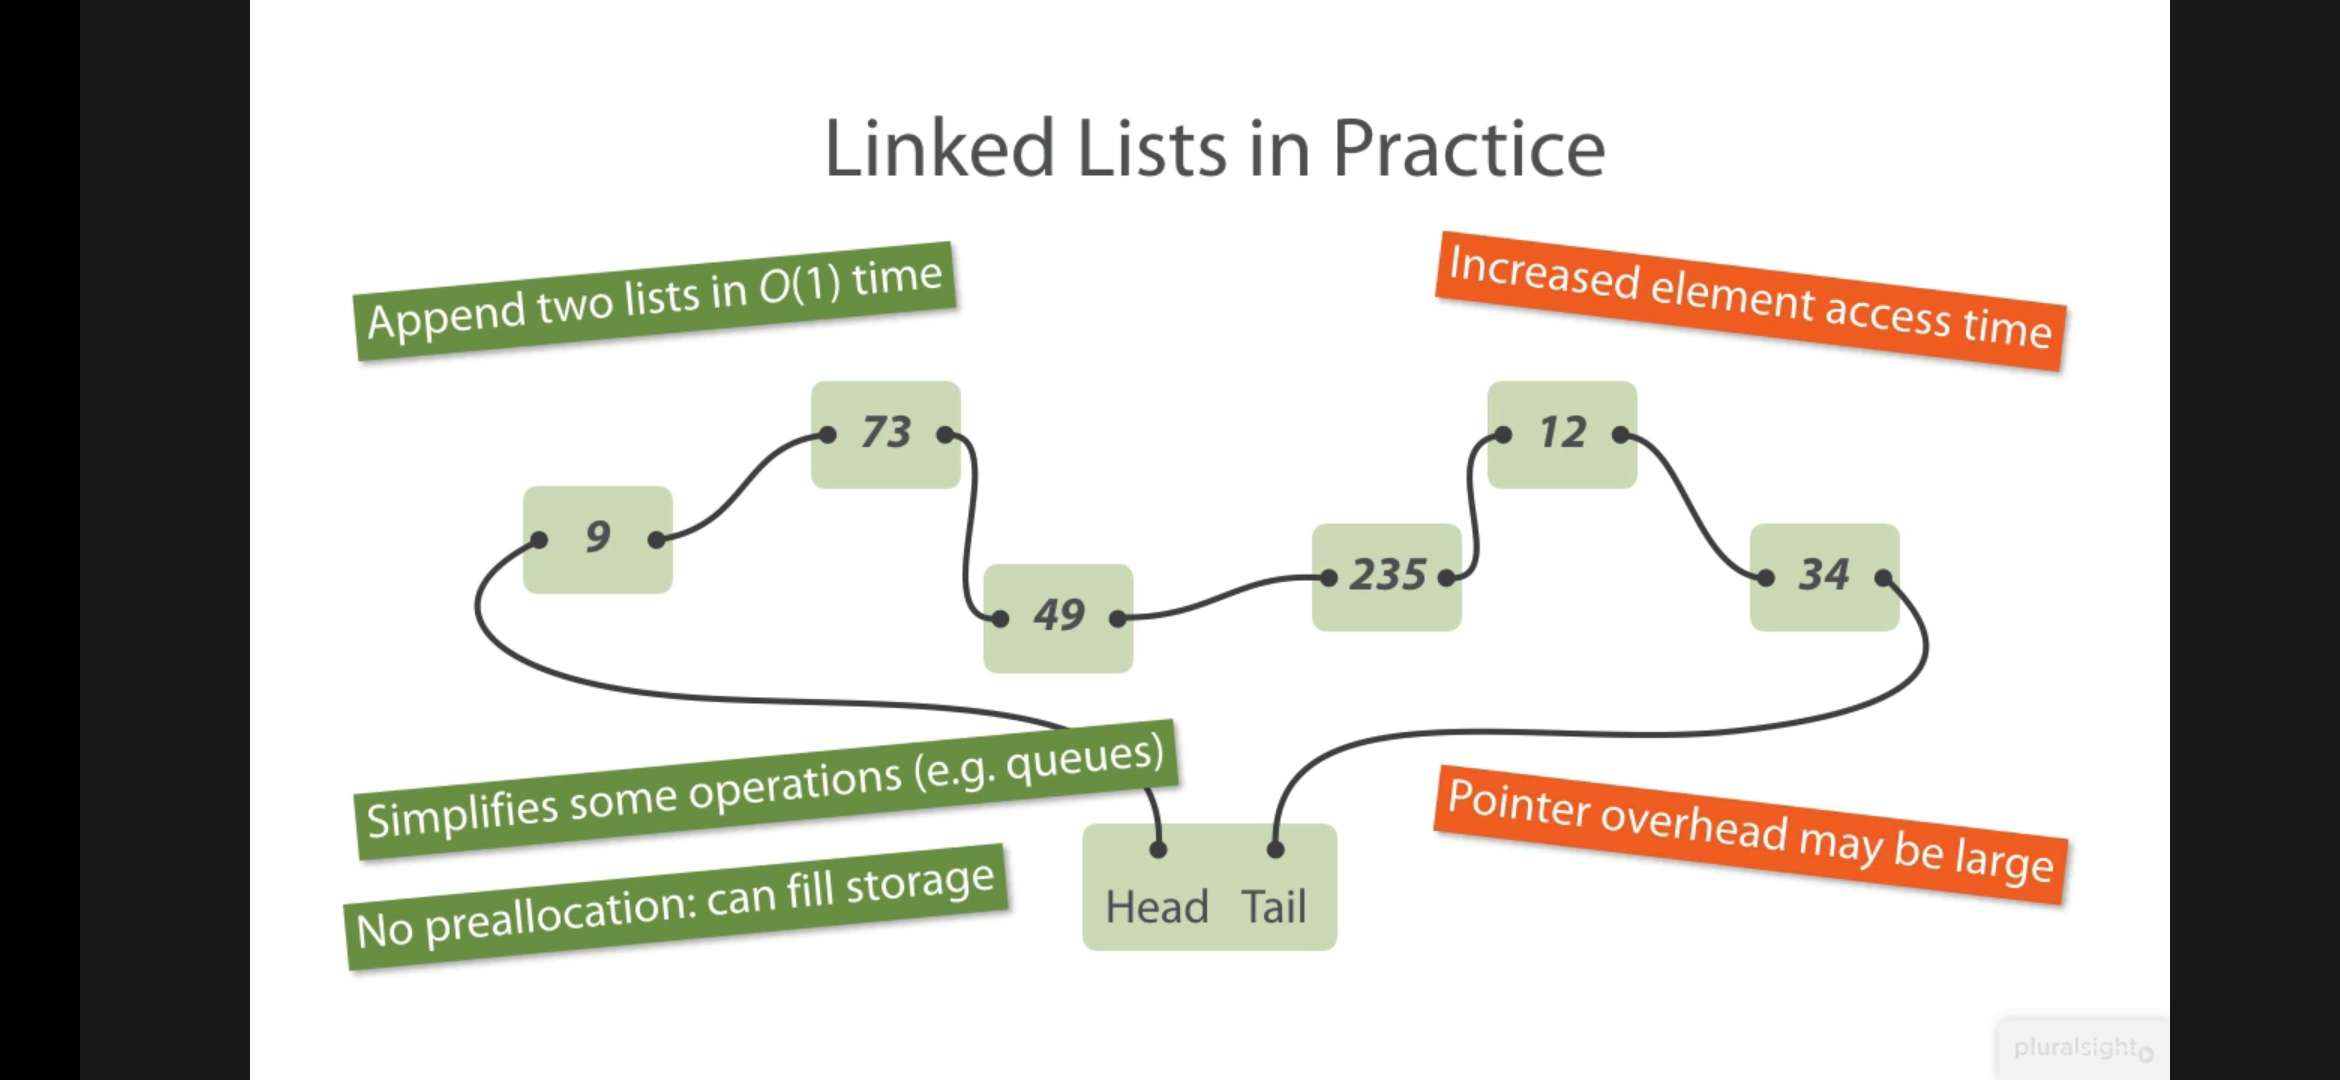 Linked Lists in Practice
Append two lists in O(1) time
Increased element access time
73
12
9
235
34
49
Simplifies some operations (e.g. queues)
Pointer overhead may be large
No preallocation: can fill storage
Head Tail
pluralsight